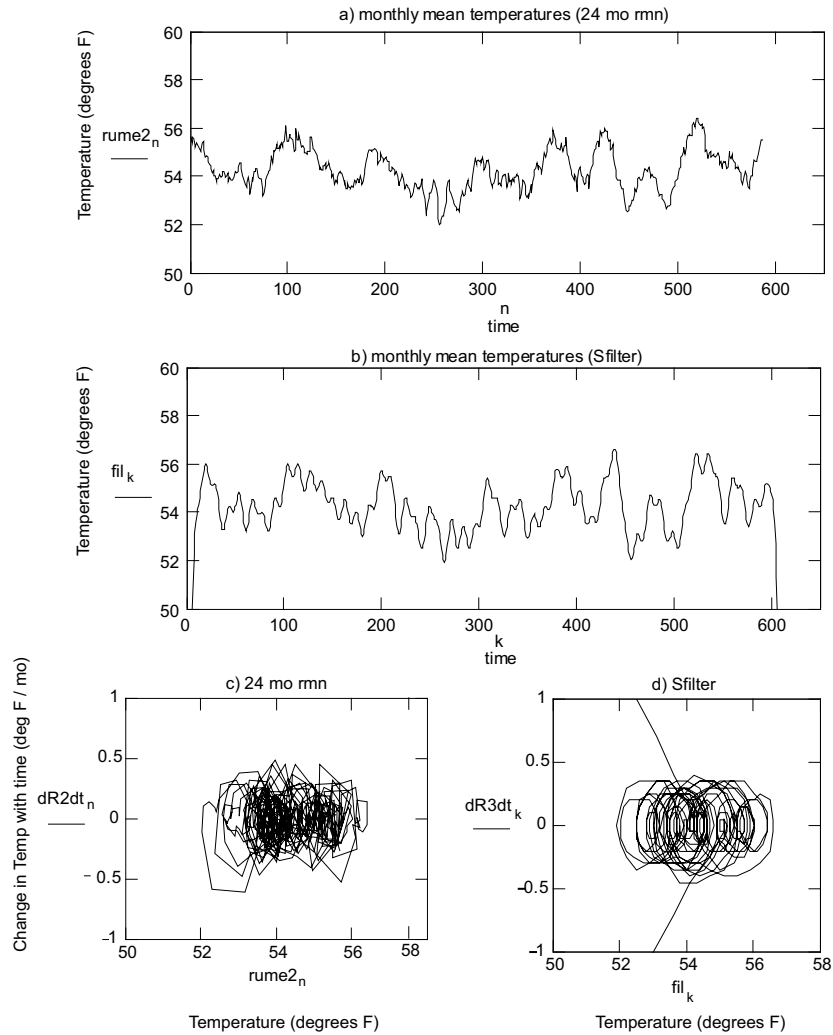 a) monthly mean temperatures (24 mo rmn)
Temperature (degrees F)
rume2n
60
58
56
54
52
50
0
100
200
300
400
500
600
n
time
b) monthly mean temperatures (Sfilter)
Temperature (degrees F)
fil k
60
58
56
54
52
50
0
100
200
300
400
500
600
k
time
Change in Temp with time (deg F / mo)
c) 24 mo rmn
dR2dt n
1
0.5
0
–0.5
–1
50
52
54
56
58
rume2n
Temperature (degrees F)
d) Sfilter
dR3dt k
1
0.5
0
–0.5
–1
50
52
54
56
58
fil k
Temperature (degrees F)